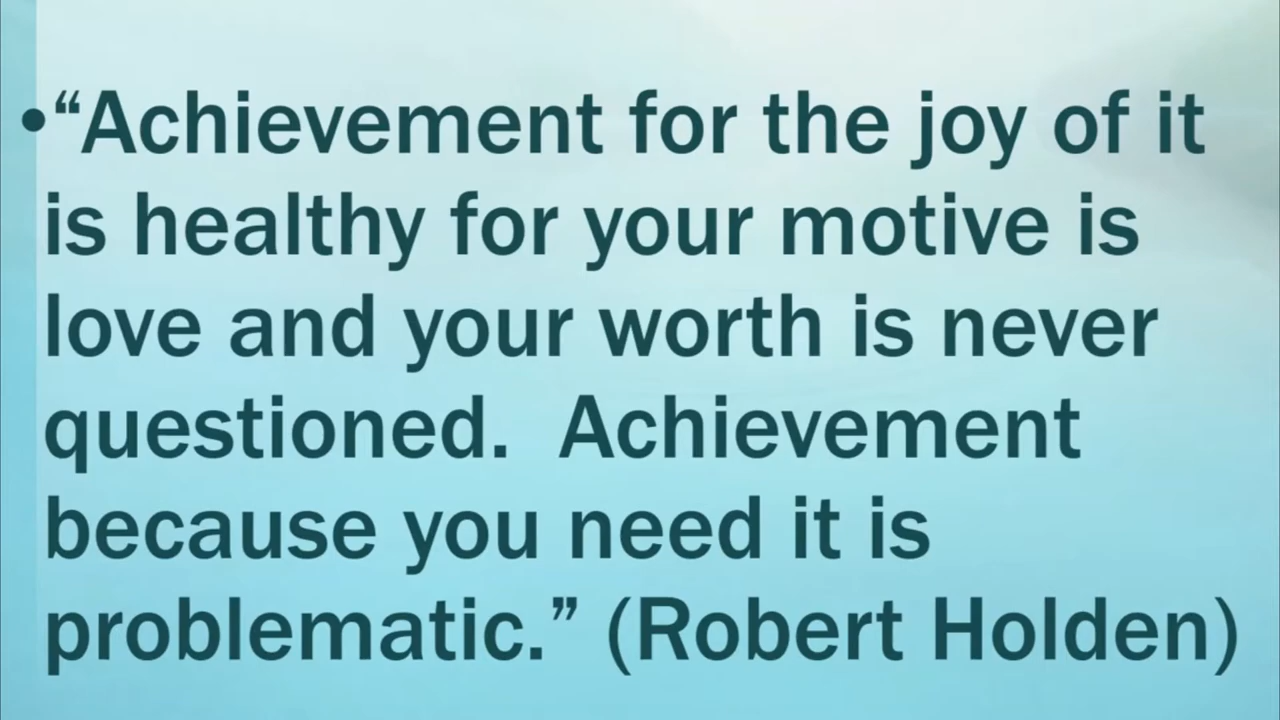 •“Achievement for the joy of it
is healthy for your motive is
love and your worth is never
questioned.  Achievement
because you need it is
problematic.” (Robert Holden)